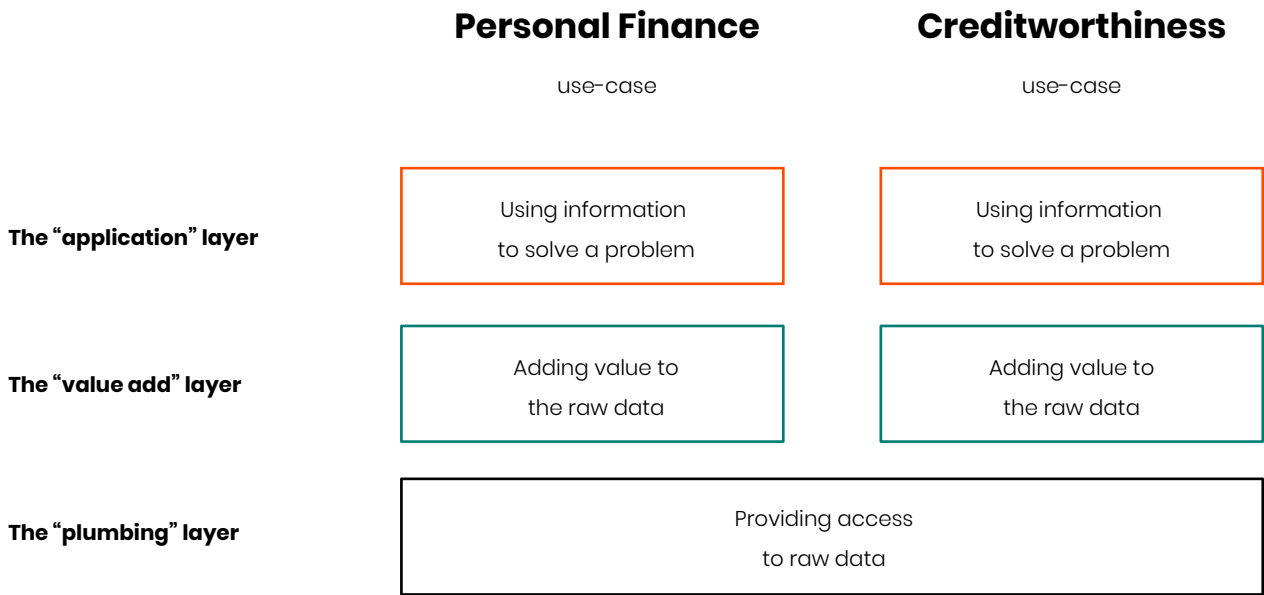 Personal Finance
Creditworthiness
use-case
use-case
The “application” layer
Using information
to solve a problem
Using information
to solve a problem
The “value add” layer
Adding value to
the raw data
Adding value to
the raw data
The “plumbing” layer
Providing access
to raw data